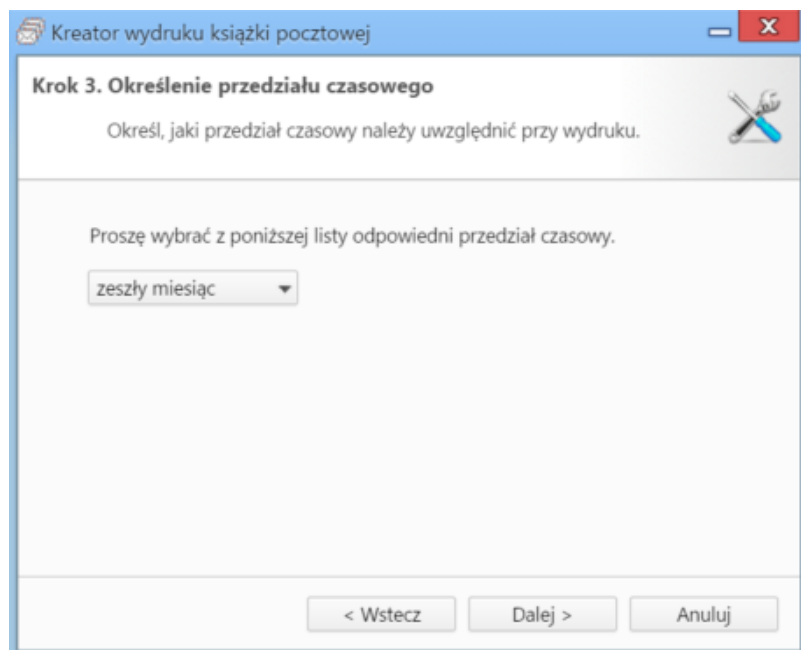 Kreator wydruku książki pocztowej
Krok 3. Określenie przedziału czasowego
Określ, jaki przedział czasowy należy uwzględnić przy wydruku.
Proszę wybrać z poniższej listy odpowiedni przedział czasowy.
zeszły miesiąc
< Wstecz
Dalej >
Anuluj